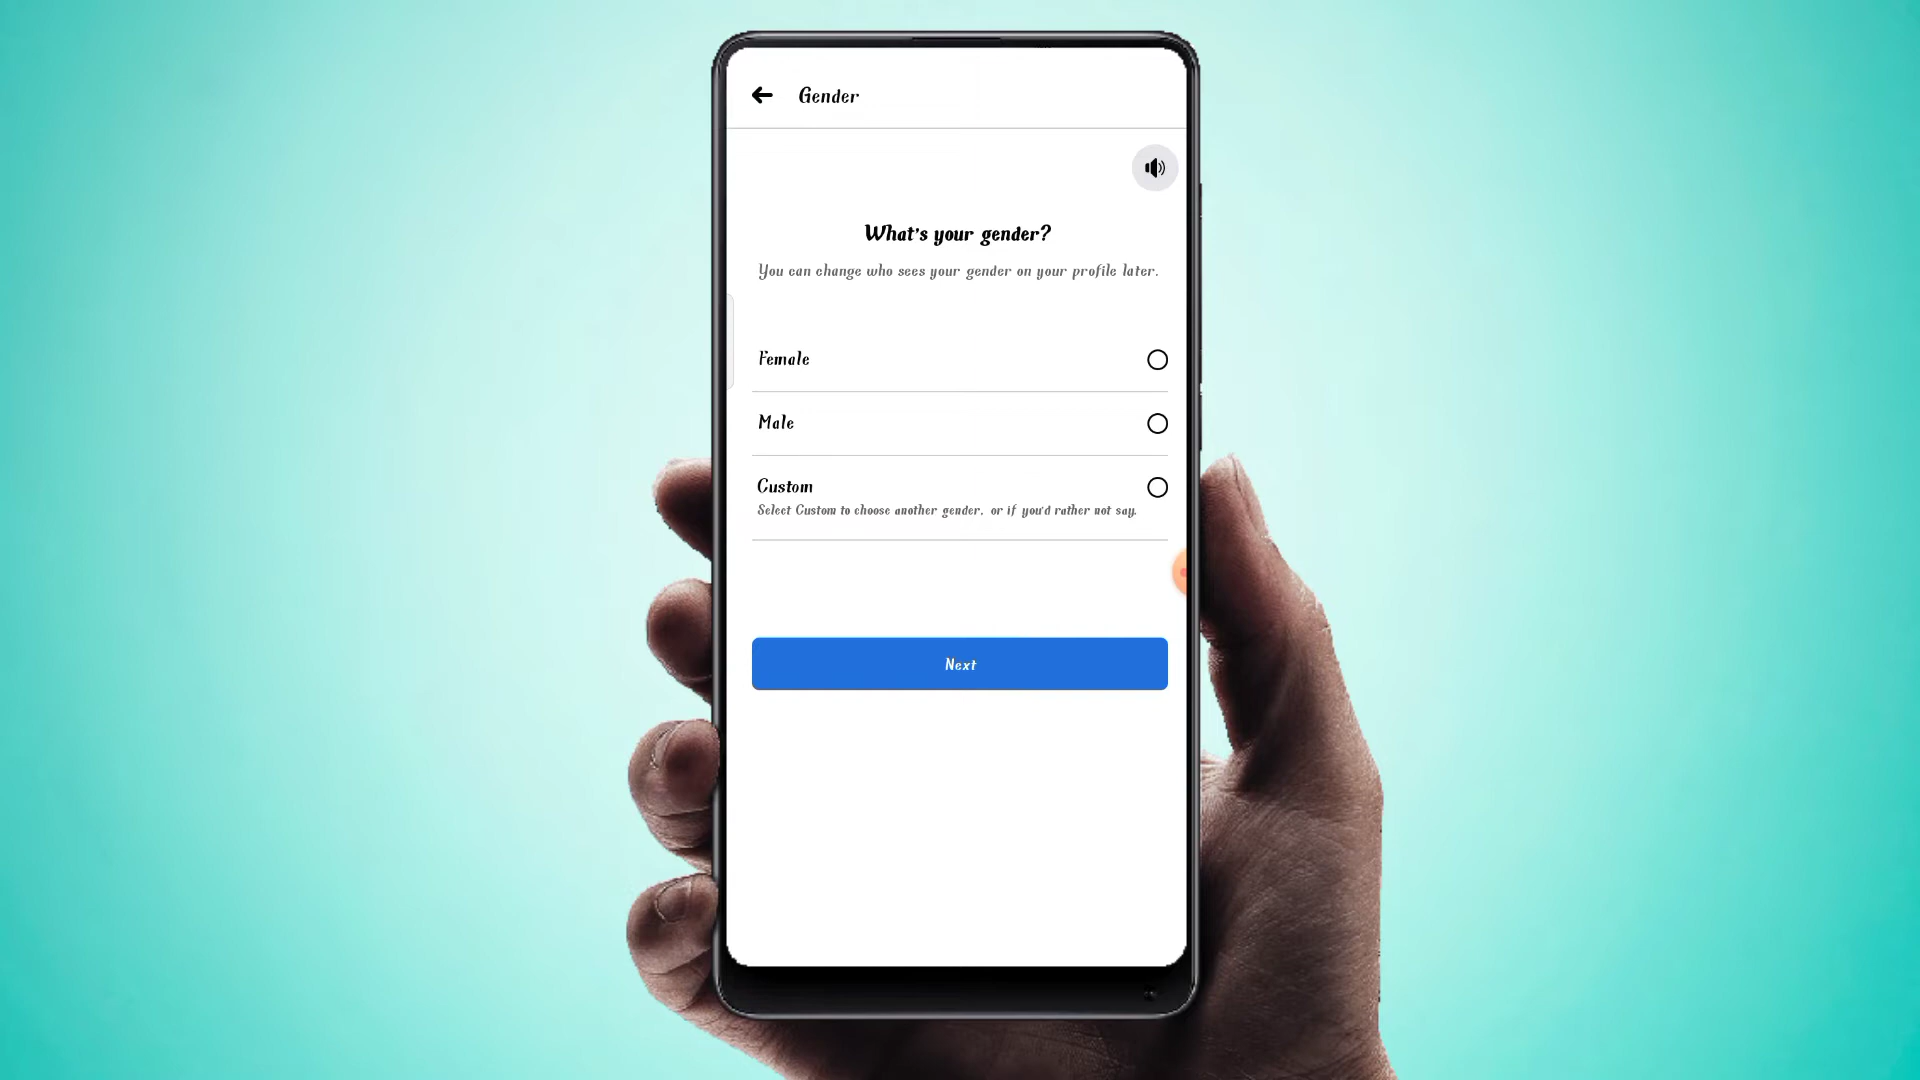 Gender
What's your gender?
You can change who sees your gender on your profile later.
Female
Male
Custom
Select Custom to choose another gender, or if you'd rather not say.
Next